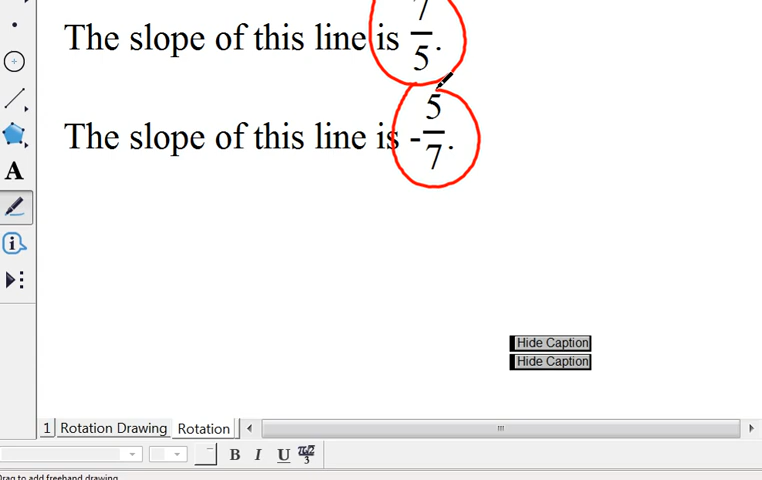 The slope of this line is 7/5.
The slope of this line is -5/7.
A
i
Hide Caption
Hide Caption
1 Rotation Drawing Rotation
B I U
Drag to add freehand drawing.